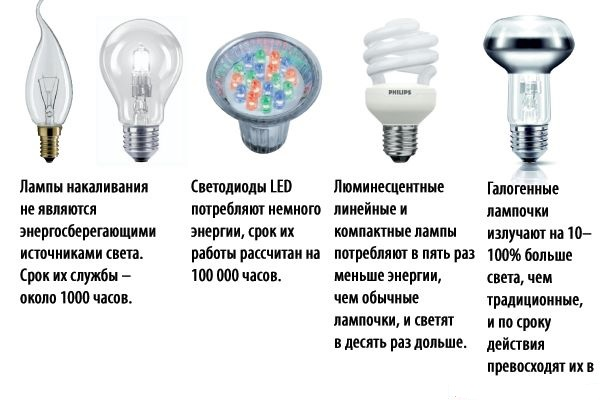 PHILIPS
Лампы накаливания
не являются
энергосберегающими
источниками света.
Срок их службы –
около 1000 часов.
Светодиоды LED
потребляют немного
энергии, срок их
работы рассчитан на
100 000 часов.
Люминесцентные
линейные и
компактные лампы
потребляют в пять раз
меньше энергии,
чем обычные
лампочки, и светят
в десять раз дольше.
Галогенные
лампочки
излучают на 10–
100% больше
света, чем
традиционные,
и по сроку
действия
превосходят их в